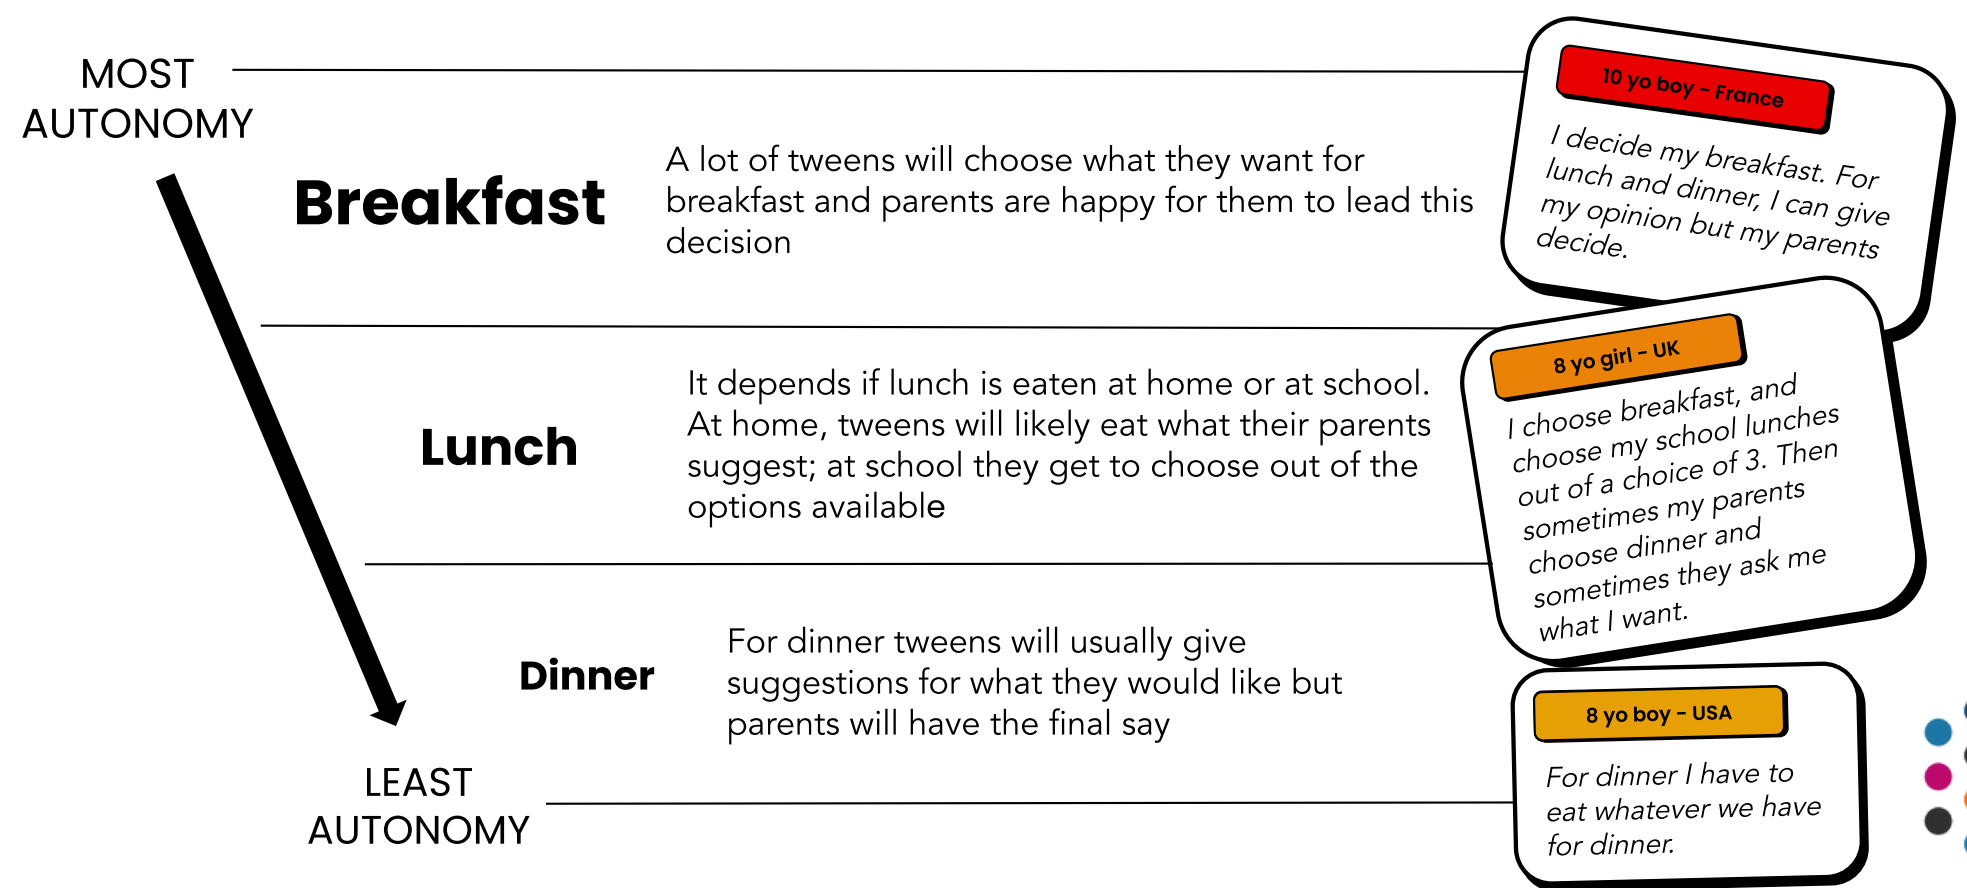 MOST
AUTONOMY
Breakfast
A lot of tweens will choose what they want for
breakfast and parents are happy for them to lead this
decision
10 yo boy - France
I decide my breakfast. For
lunch and dinner, I can give
my opinion but my parents
decide.
Lunch
It depends if lunch is eaten at home or at school.
At home, tweens will likely eat what their parents
suggest; at school they get to choose out of the
options available
8 yo girl - UK
I choose breakfast, and
choose my school lunches
out of a choice of 3. Then
sometimes my parents
choose dinner and
sometimes they ask me
what I want.
Dinner
For dinner tweens will usually give
suggestions for what they would like but
parents will have the final say
8 yo boy - USA
For dinner I have to
eat whatever we have
for dinner.
LEAST
AUTONOMY